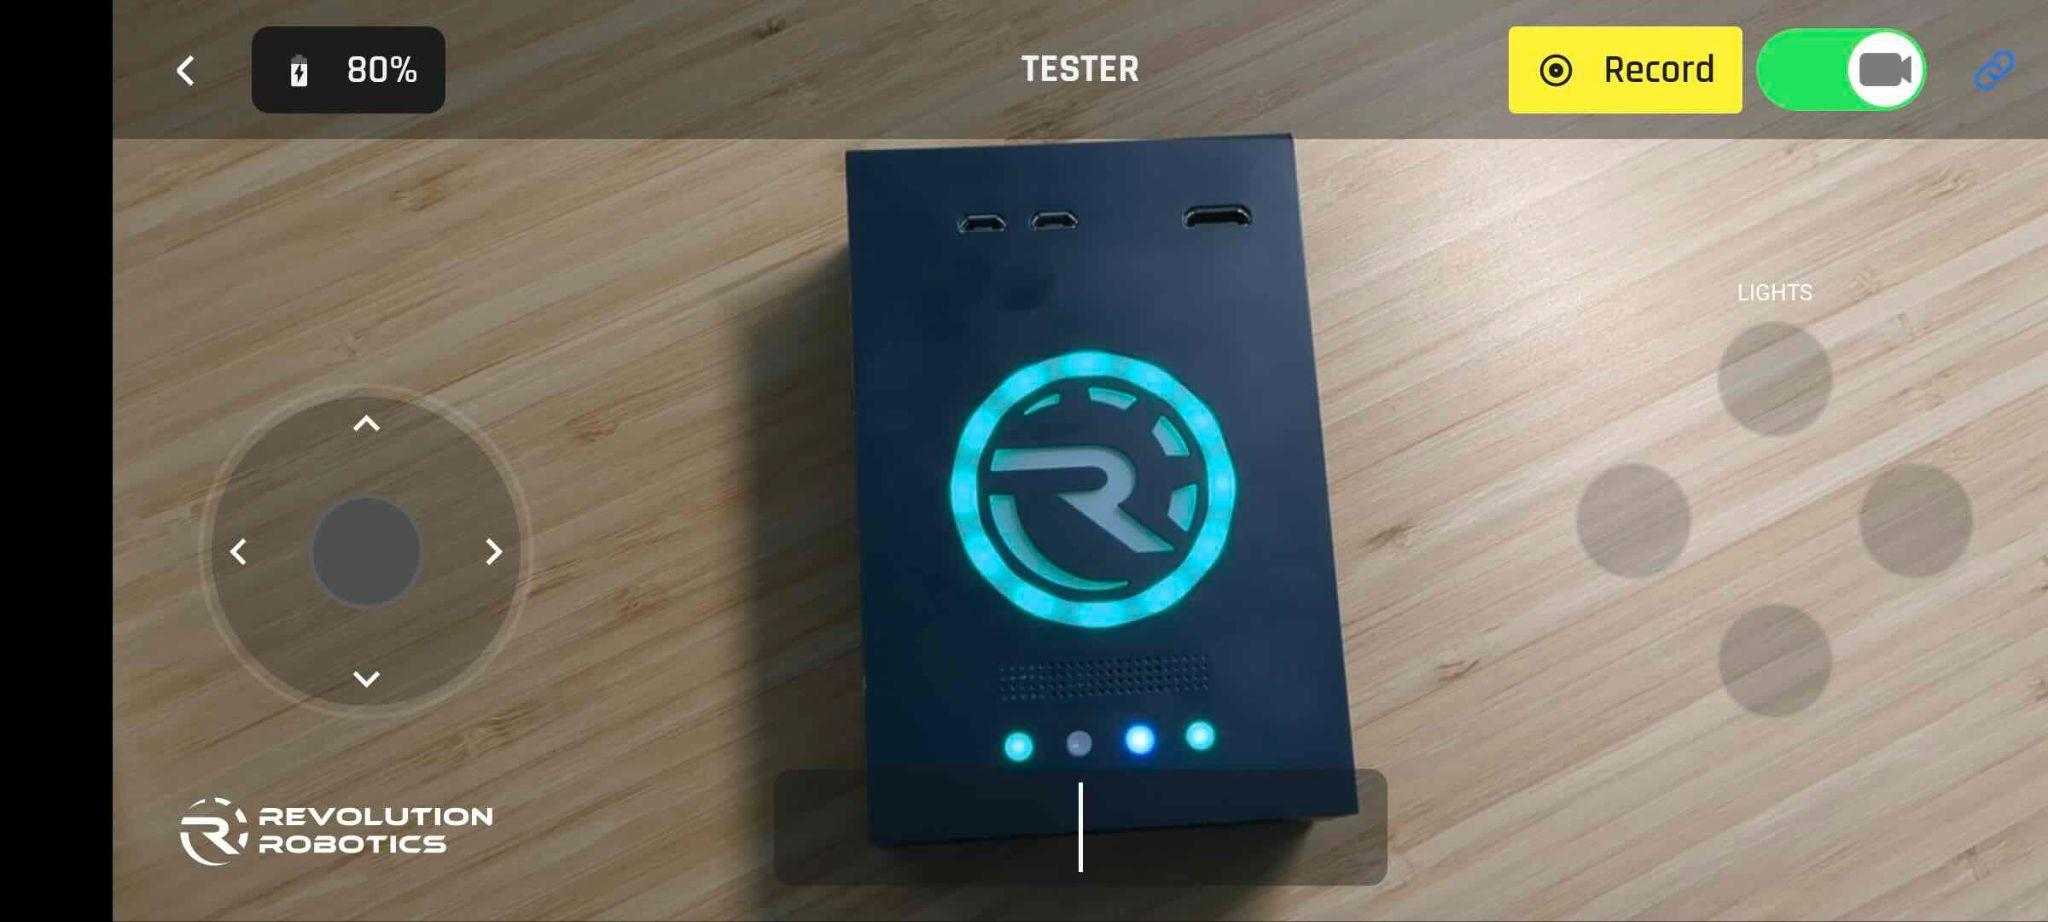 80%
TESTER
Record
LIGHTS
R
REVOLUTION
ROBOTICS